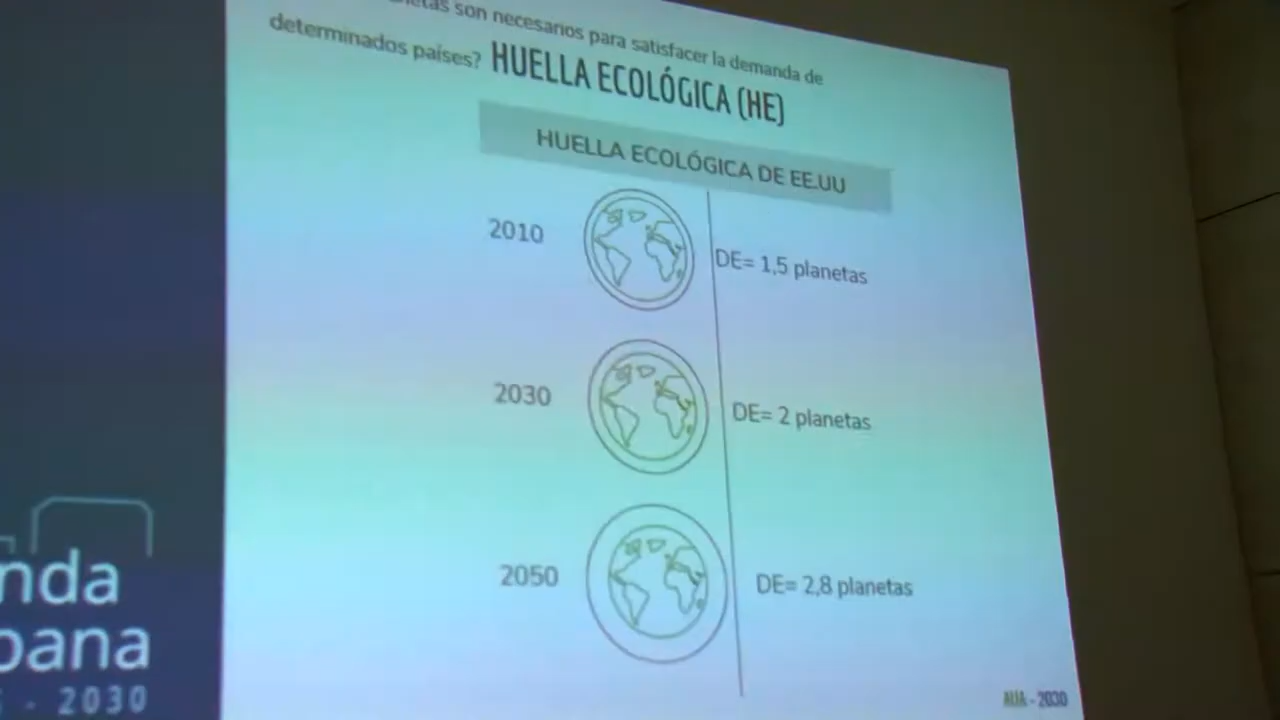 son necesarios para satisfacer la demanda de
determinados países? HUELLA ECOLÓGICA (HE)
HUELLA ECOLÓGICA DE EE.UU
2010
DE= 1,5 planetas
2030
DE= 2 planetas
2050
DE= 2,8 planetas
nda
bana
- 2030
AUA - 2030